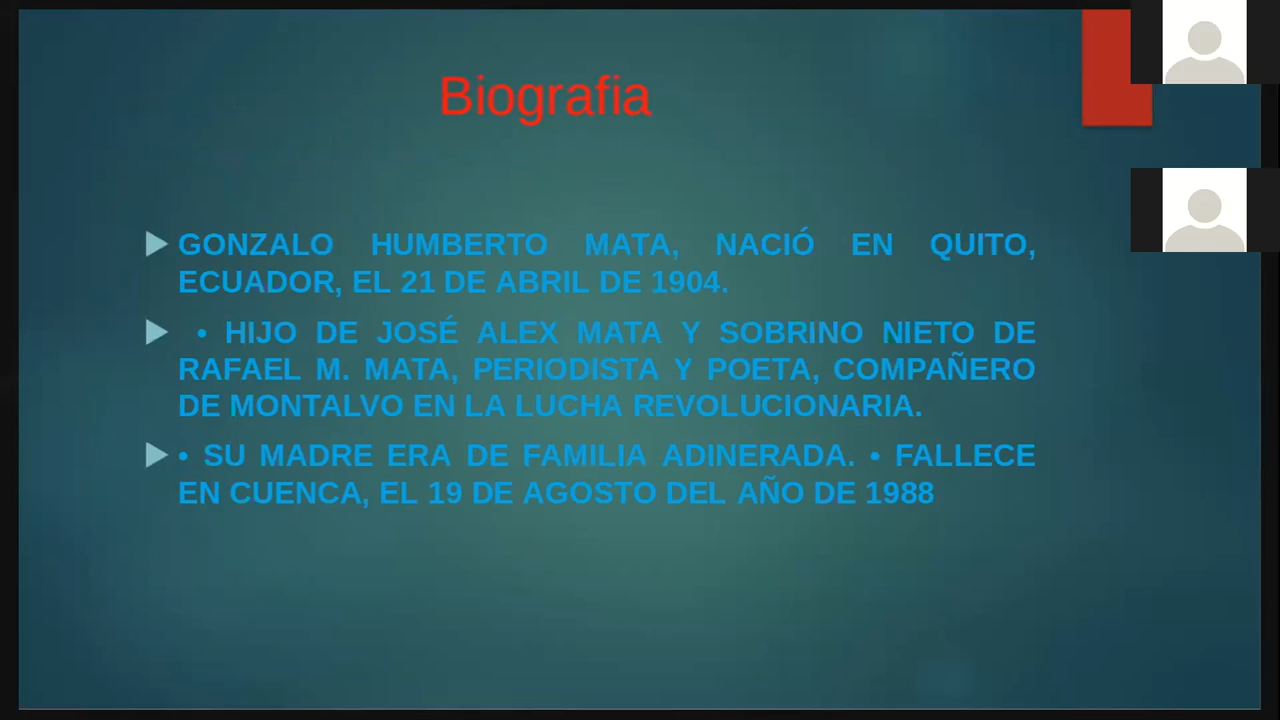 Biografia
GONZALO HUMBERTO MATA, NACIÓ EN QUITO,
ECUADOR, EL 21 DE ABRIL DE 1904.
• HIJO DE JOSÉ ALEX MATA Y SOBRINO NIETO DE
RAFAEL M. MATA, PERIODISTA Y POETA, COMPAÑERO
DE MONTALVO EN LA LUCHA REVOLUCIONARIA.
• SU MADRE ERA DE FAMILIA ADINERADA. • FALLECE
EN CUENCA, EL 19 DE AGOSTO DEL AÑO DE 1988